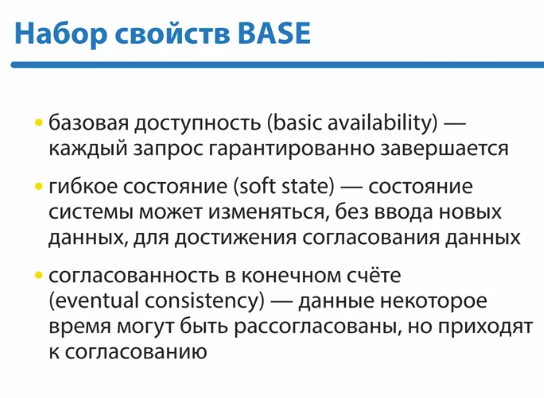 Набор свойств BASE
• базовая доступность (basic availability) —
каждый запрос гарантированно завершается
• гибкое состояние (soft state) — состояние
системы может изменяться, без ввода новых
данных, для достижения согласования данных
• согласованность в конечном счёте
(eventual consistency) — данные некоторое
время могут быть рассогласованы, но приходят
к согласованию